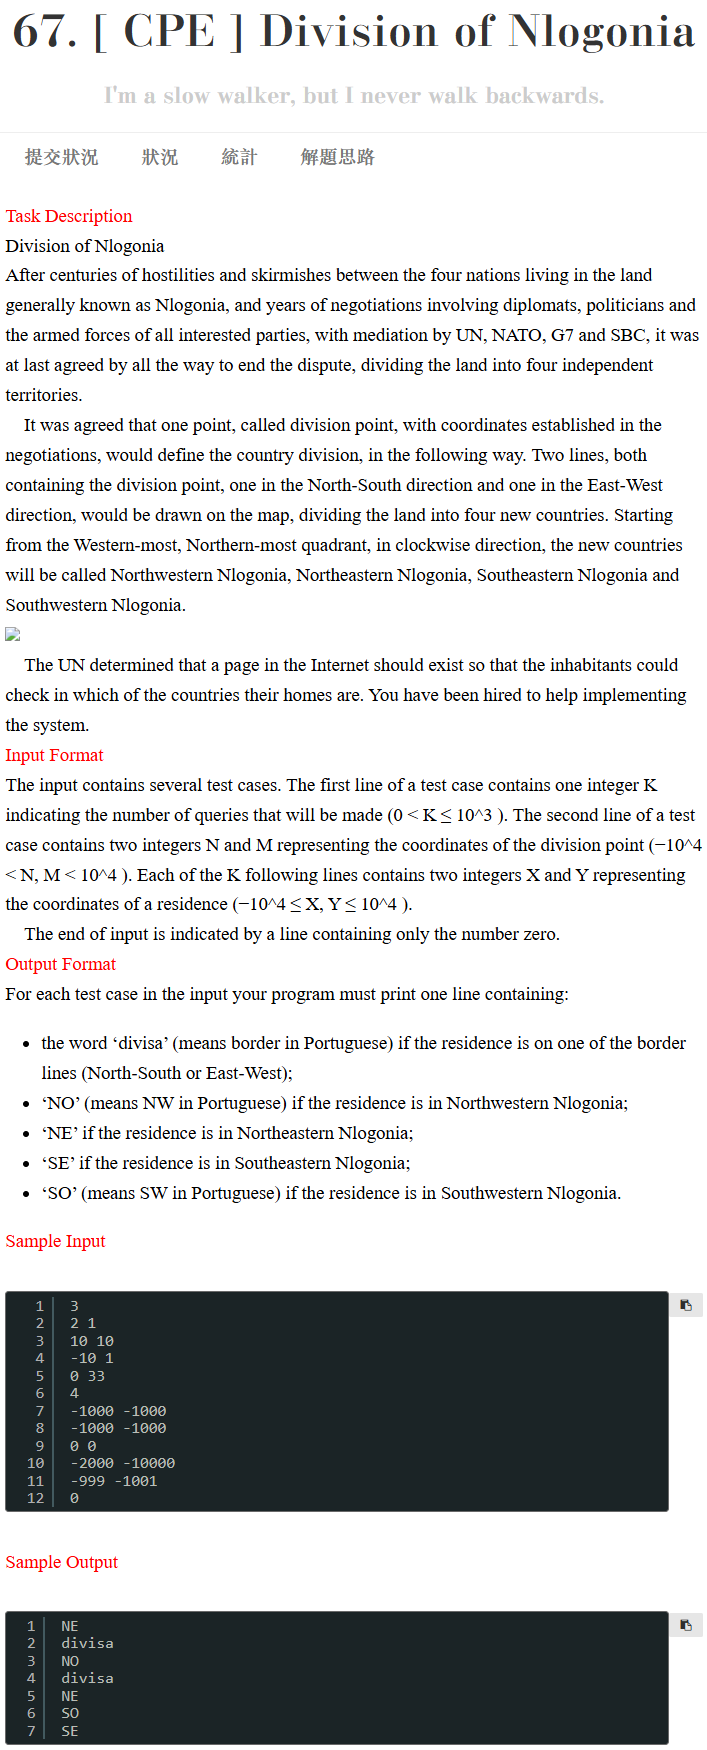 67. [ CPE ] Division of Nlogonia
I'm a slow walker, but I never walk backwards.
提交狀況 狀況 統計 解題思路
Task Description
Division of Nlogonia
After centuries of hostilities and skirmishes between the four nations living in the land
generally known as Nlogonia, and years of negotiations involving diplomats, politicians and
the armed forces of all interested parties, with mediation by UN, NATO, G7 and SBC, it was
at last agreed by all the way to end the dispute, dividing the land into four independent
territories.
It was agreed that one point, called division point, with coordinates established in the
negotiations, would define the country division, in the following way. Two lines, both
containing the division point, one in the North-South direction and one in the East-West
direction, would be drawn on the map, dividing the land into four new countries. Starting
from the Western-most, Northern-most quadrant, in clockwise direction, the new countries
will be called Northwestern Nlogonia, Northeastern Nlogonia, Southeastern Nlogonia and
Southwestern Nlogonia.
The UN determined that a page in the Internet should exist so that the inhabitants could
check in which of the countries their homes are. You have been hired to help implementing
the system.
Input Format
The input contains several test cases. The first line of a test case contains one integer K
indicating the number of queries that will be made (0 < K ≤ 10^3 ). The second line of a test
case contains two integers N and M representing the coordinates of the division point (−10^4
< N, M < 10^4 ). Each of the K following lines contains two integers X and Y representing
the coordinates of a residence (−10^4 ≤ X, Y ≤ 10^4 ).
The end of input is indicated by a line containing only the number zero.
Output Format
For each test case in the input your program must print one line containing:
• the word ‘divisa’ (means border in Portuguese) if the residence is on one of the border
lines (North-South or East-West);
• ‘NO’ (means NW in Portuguese) if the residence is in Northwestern Nlogonia;
• ‘NE’ if the residence is in Northeastern Nlogonia;
• ‘SE’ if the residence is in Southeastern Nlogonia;
• ‘SO’ (means SW in Portuguese) if the residence is in Southwestern Nlogonia.
Sample Input
1 3
2 2 1
3 10 10
4 -10 1
5 0 33
6 4
7 -1000 -1000
8 -1000 -1000
9 0 0
10 -2000 -10000
11 -999 -1001
12 0
Sample Output
1 NE
2 divisa
3 NO
4 divisa
5 NE
6 SO
7 SE